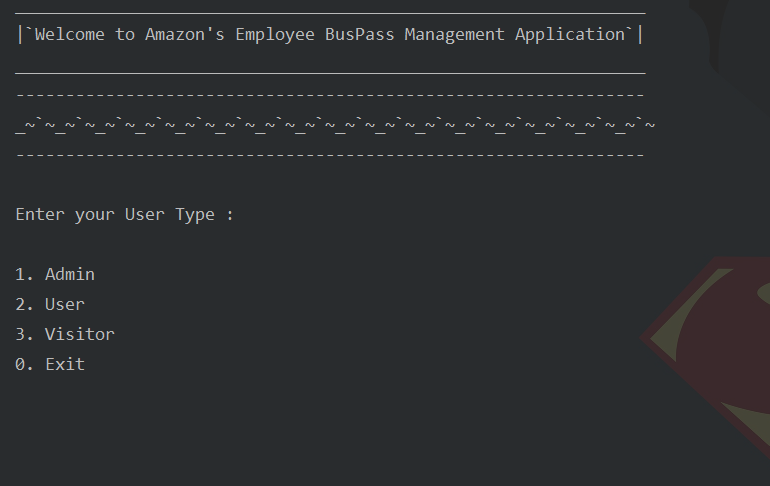 _______________________________________________________________
|`Welcome to Amazon's Employee BusPass Management Application`|
_______________________________________________________________
---------------------------------------------------------------
_~`~_~`~_~`~_~`~_~`~_~`~_~`~_~`~_~`~_~`~_~`~_~`~_~`~_~`~_~`~_~`~
---------------------------------------------------------------
Enter your User Type :
1. Admin
2. User
3. Visitor
0. Exit